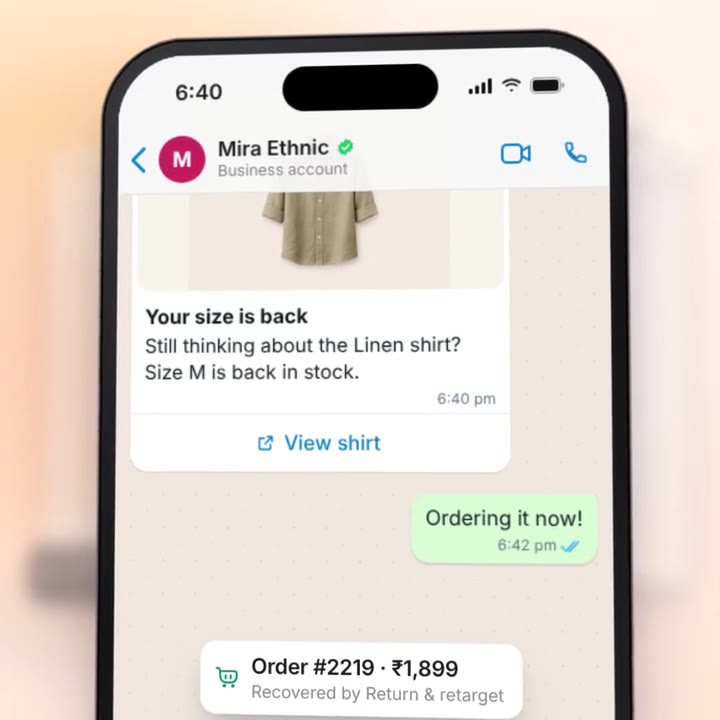 6:40
M
Mira Ethnic
Business account
Your size is back
Still thinking about the Linen shirt?
Size M is back in stock.
6:40 pm
View shirt
Ordering it now!
6:42 pm
Order #2219 · ₹1,899
Recovered by Return & retarget